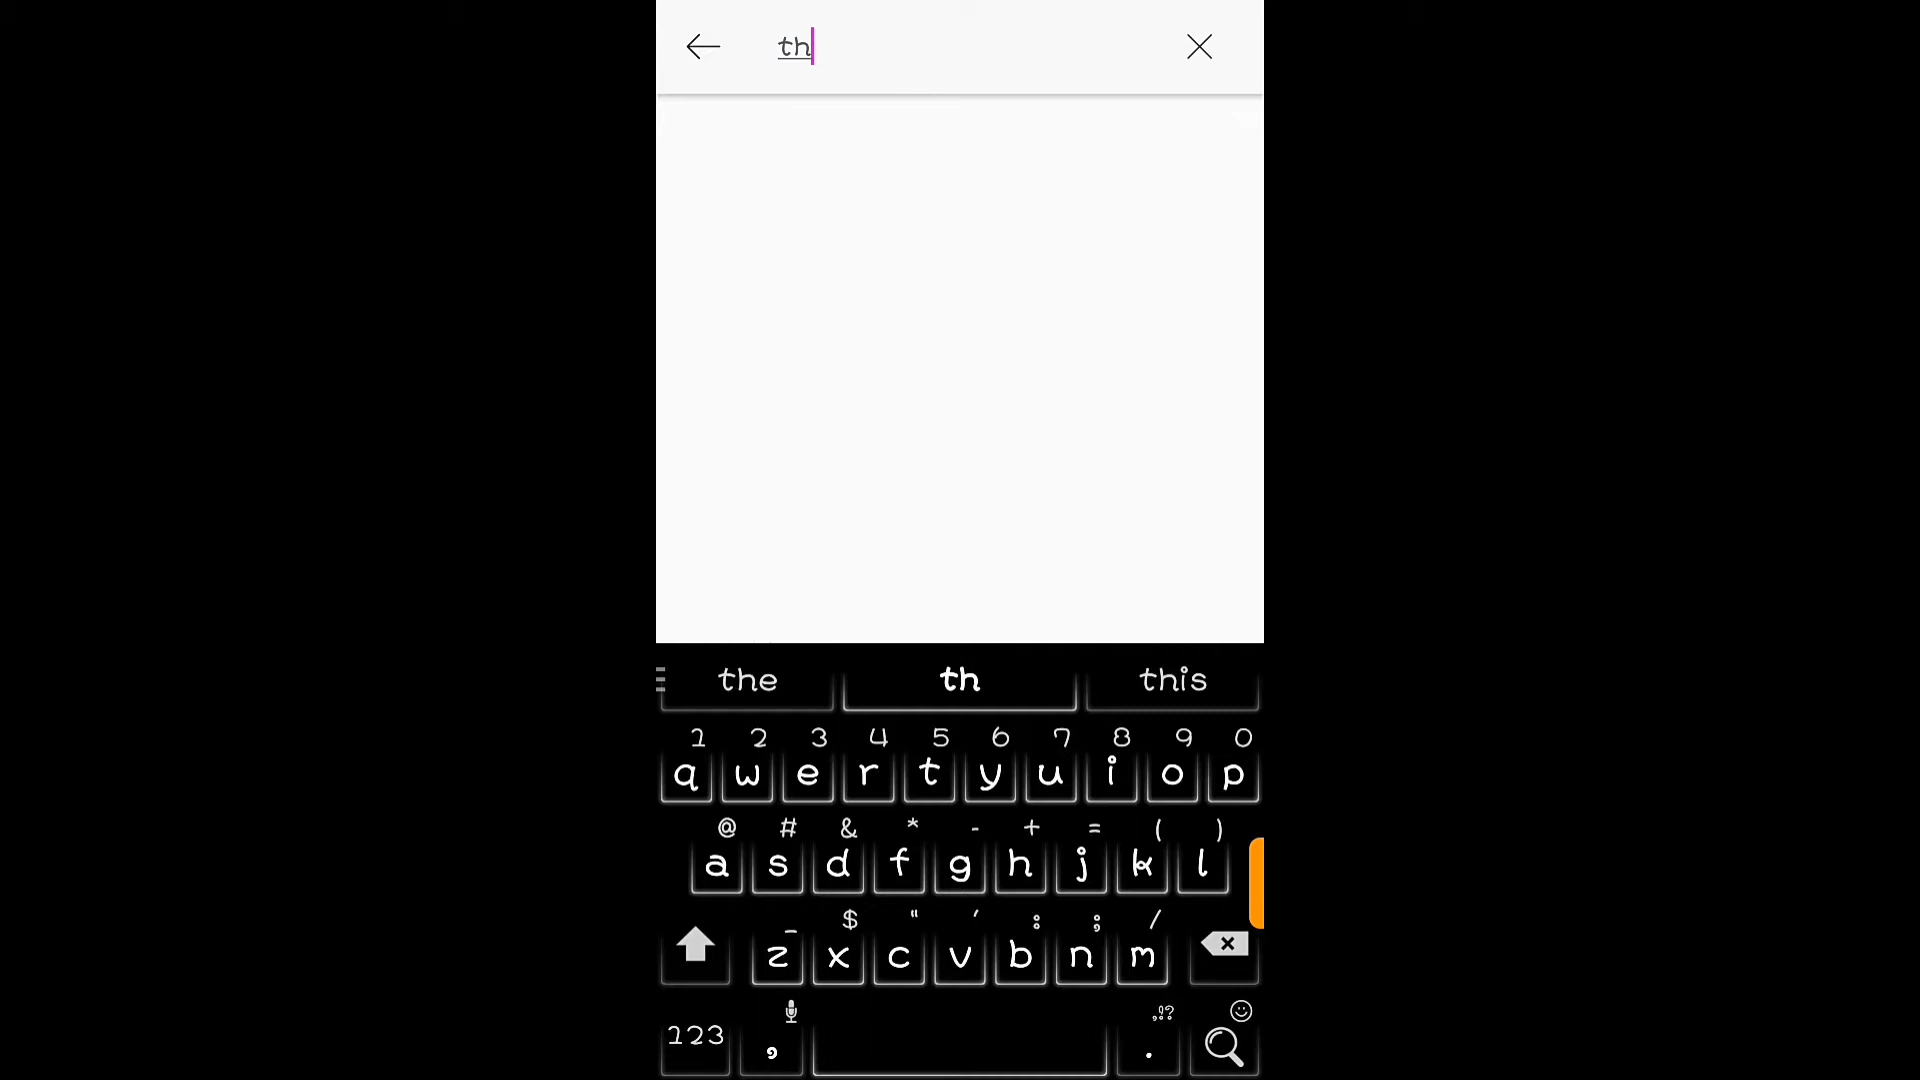 th
the th this
1 2 3 4 5 6 7 8 9 0
q w e r t y u i o p
@ # & * - + = ( )
a s d f g h j k l
_ $ " ' : ; /
z x c v b n m
,!?
123 , .